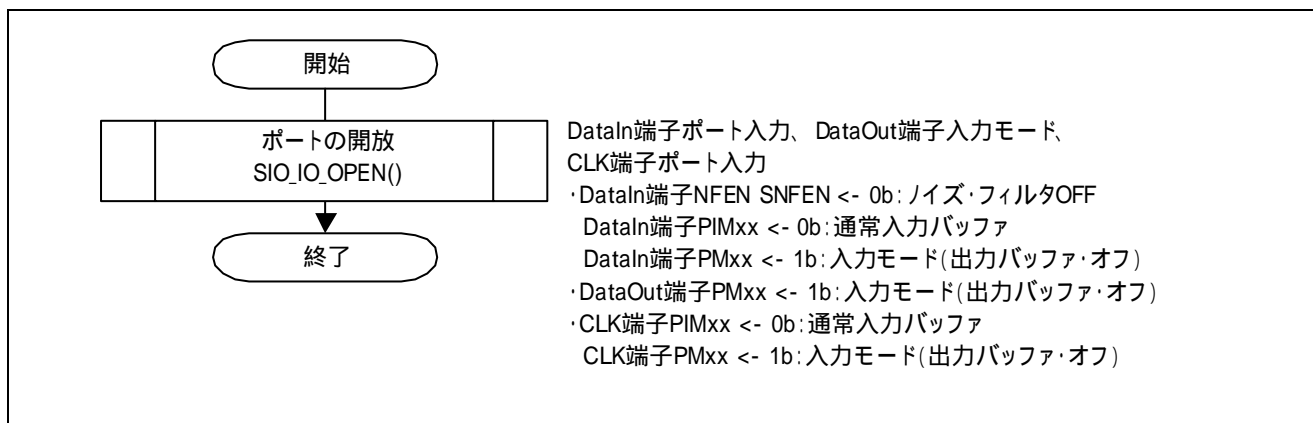 開始
ポートの開放
SIO_IO_OPEN()
終了
DataIn端子ポート入力、DataOut端子入力モード、
CLK端子ポート入力
・DataIn端子NFEN SNFEN <- 0b:ノイズ・フィルタOFF
DataIn端子PIMxx <- 0b:通常入力バッファ
DataIn端子PMxx <- 1b:入力モード(出力バッファ・オフ)
・DataOut端子PMxx <- 1b:入力モード(出力バッファ・オフ)
・CLK端子PIMxx <- 0b:通常入力バッファ
CLK端子PMxx <- 1b:入力モード(出力バッファ・オフ)